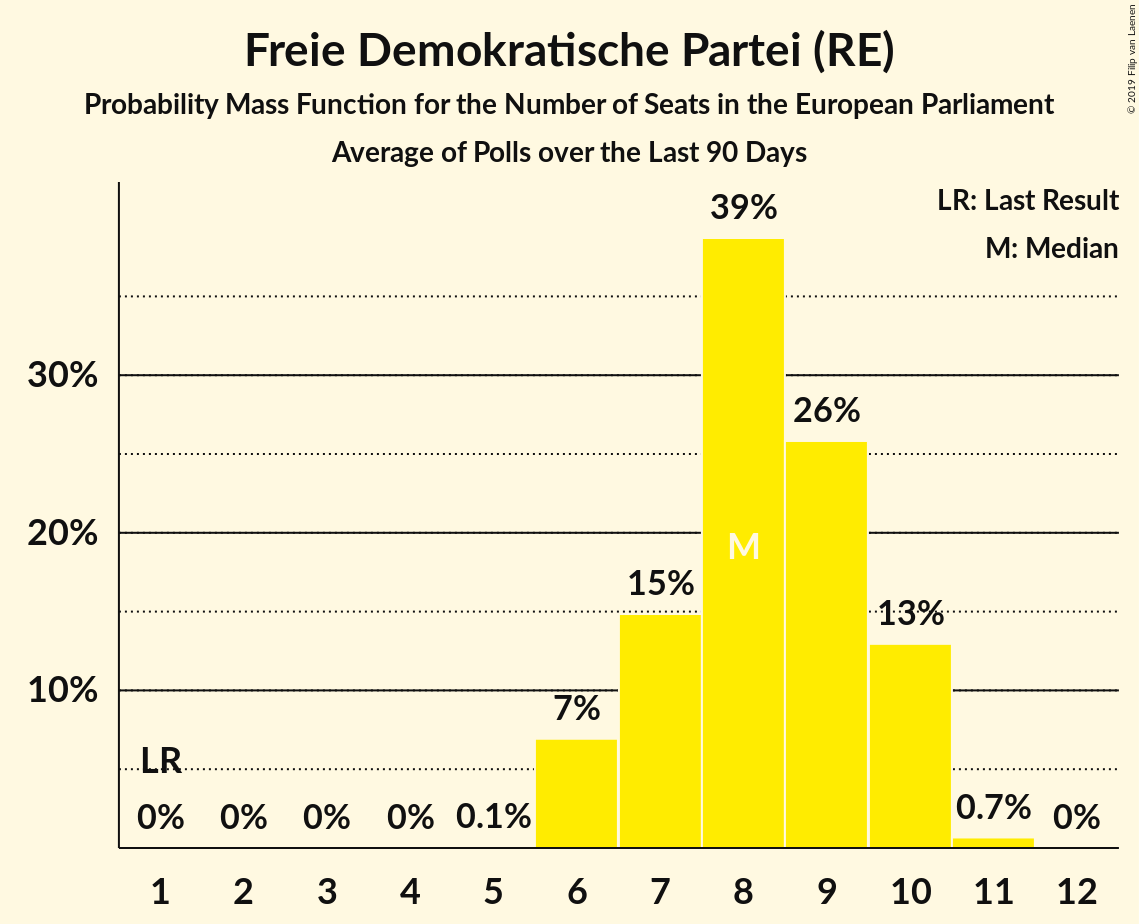 Freie Demokratische Partei (RE)
Probability Mass Function for the Number of Seats in the European Parliament
Average of Polls over the Last 90 Days
© 2019 Filip van Laenen
LR: Last Result
M: Median
39%
30%
26%
20%
M
15%
13%
10%
7%
LR
0% 0% 0% 0% 0.1% 0.7% 0%
1 2 3 4 5 6 7 8 9 10 11 12